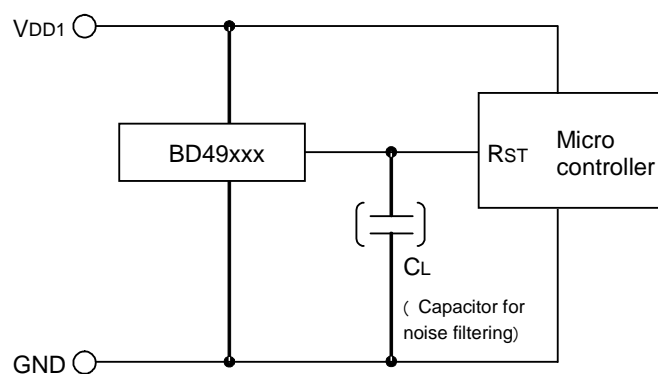 VDD1
BD49xxx
RST
Micro
controller
CL
( Capacitor for
noise filtering)
GND